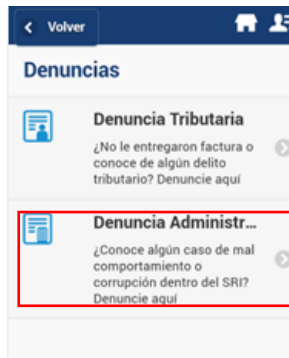 Volver
Denuncias
Denuncia Tributaria
¿No le entregaron factura o
conoce de algún delito
tributario? Denuncie aquí
Denuncia Administr...
¿Conoce algún caso de mal
comportamiento o
corrupción dentro del SRI?
Denuncie aquí